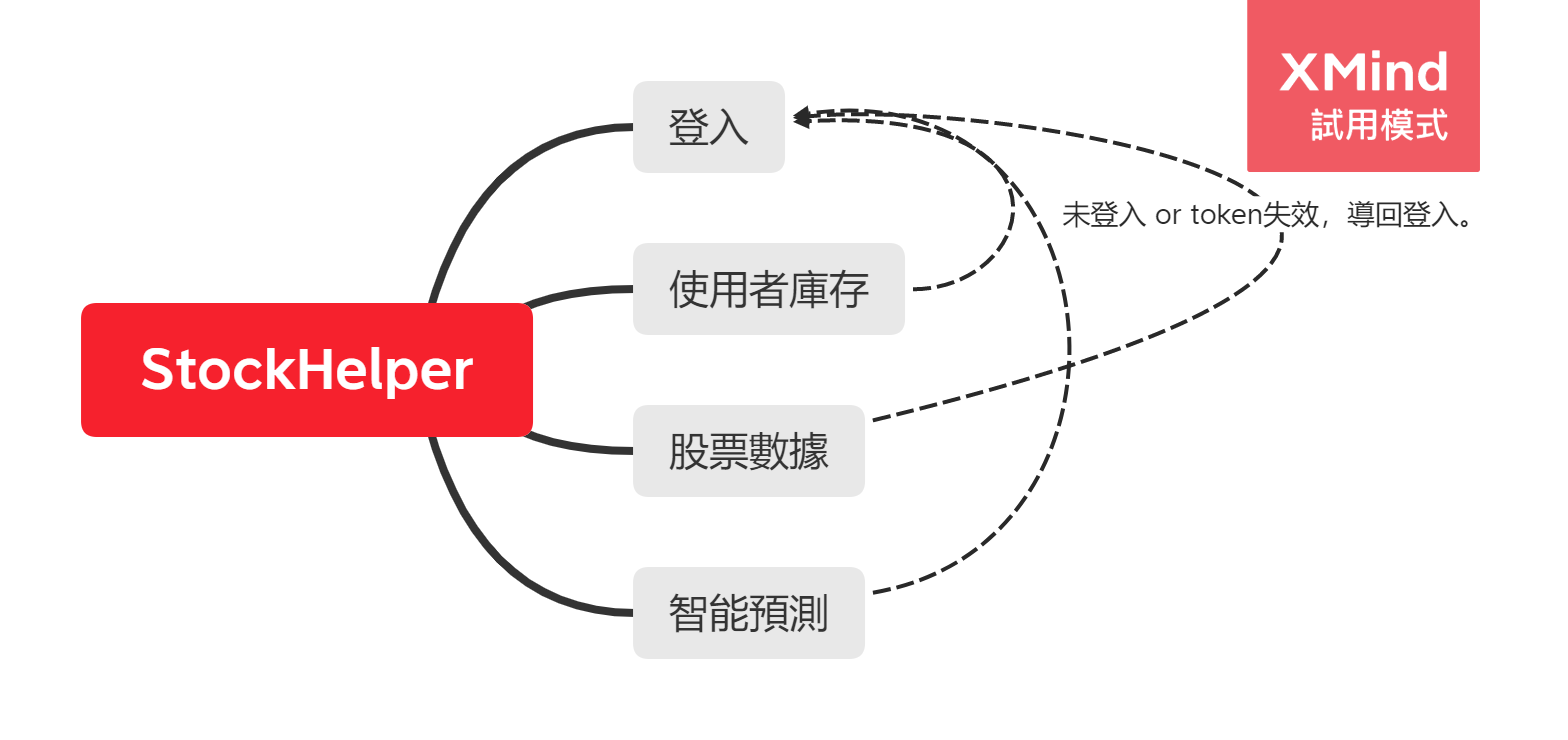 XMind
試用模式
登入
未登入 or token失效，導回登入。
使用者庫存
StockHelper
股票數據
智能預測